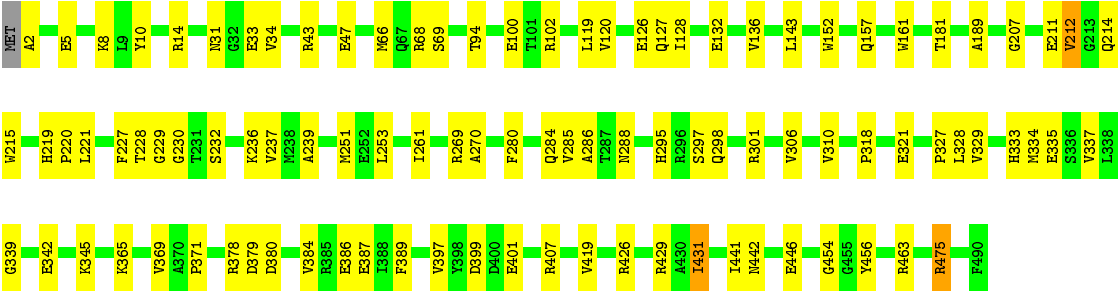 MET A2 E5 K8 L9 Y10 R14 N31 G32 E33 V34 R43 E47 M66 Q67 R68 S69 T94 E100 T101 R102 L119 V120 E126 Q127 I128 E132 V136 L143 W152 Q157 W161 T181 A189 G207 E211 V212 G213 Q214
W215 H219 P220 L221 F227 T228 G229 G230 T231 S232 K236 V237 M238 A239 M251 E252 L253 I261 R269 A270 F280 Q284 V285 A286 T287 N288 H295 R296 S297 Q298 R301 V306 V310 P318 E321 P327 L328 V329 H333 M334 E335 S336 V337 L338
G339 E342 K345 K365 V369 A370 P371 R378 D379 D380 V384 R385 E386 E387 I388 F389 V397 Y398 D399 D400 E401 R407 V419 R426 R429 A430 I431 I441 N442 E446 G454 G455 Y456 R463 R475 F490